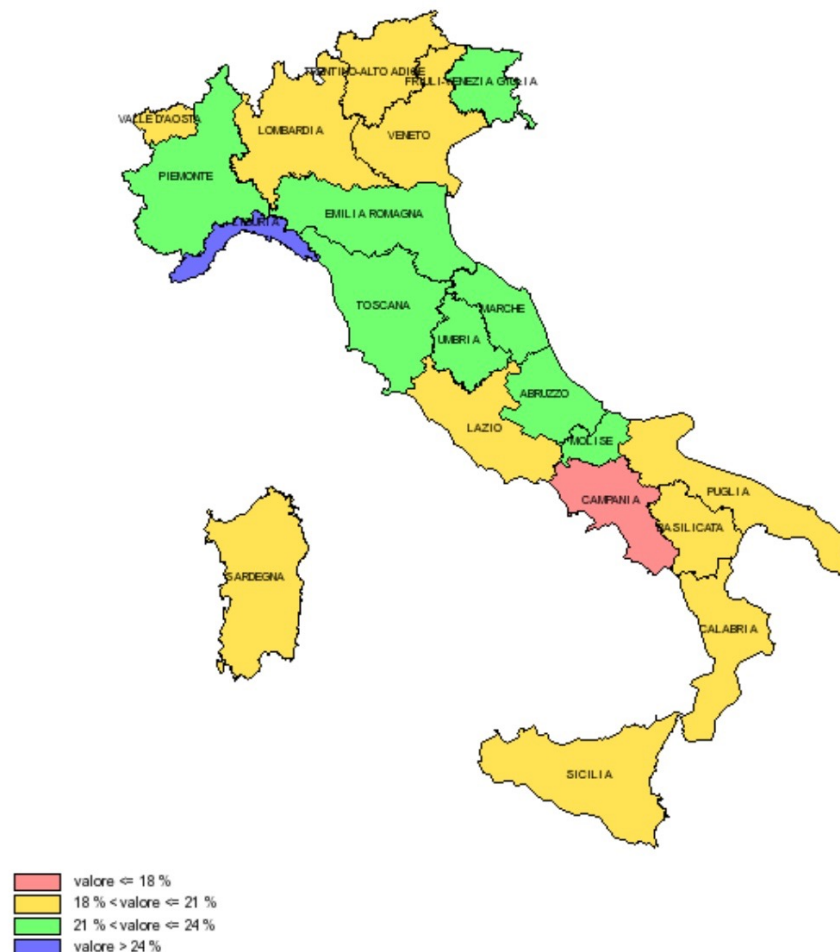 TRENTINO-ALTO ADIGE
FRIULI-VENEZIA GIULIA
VALLE D'AOSTA
LOMBARDIA
VENETO
PIEMONTE
EMILIA ROMAGNA
LIGURIA
TOSCANA
MARCHE
UMBRIA
ABRUZZO
LAZIO
MOLISE
PUGLIA
CAMPANIA
BASILICATA
SARDEGNA
CALABRIA
SICILIA
valore <= 18 %
18 % < valore <= 21 %
21 % < valore <= 24 %
valore > 24 %